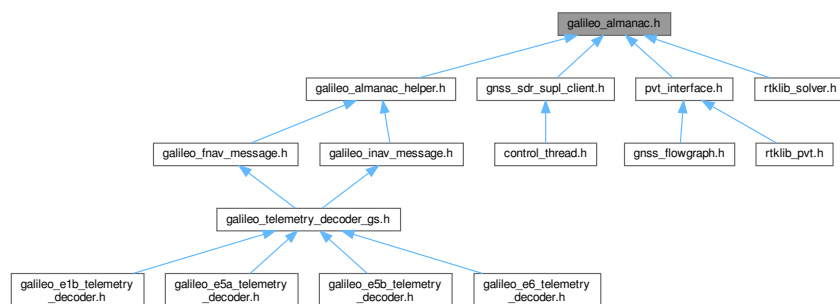 galileo_almanac.h
galileo_almanac_helper.h
gnss_sdr_supl_client.h
pvt_interface.h
rtklib_solver.h
galileo_fnav_message.h
galileo_inav_message.h
control_thread.h
gnss_flowgraph.h
rtklib_pvt.h
galileo_telemetry_decoder_gs.h
galileo_e1b_telemetry
_decoder.h
galileo_e5a_telemetry
_decoder.h
galileo_e5b_telemetry
_decoder.h
galileo_e6_telemetry
_decoder.h